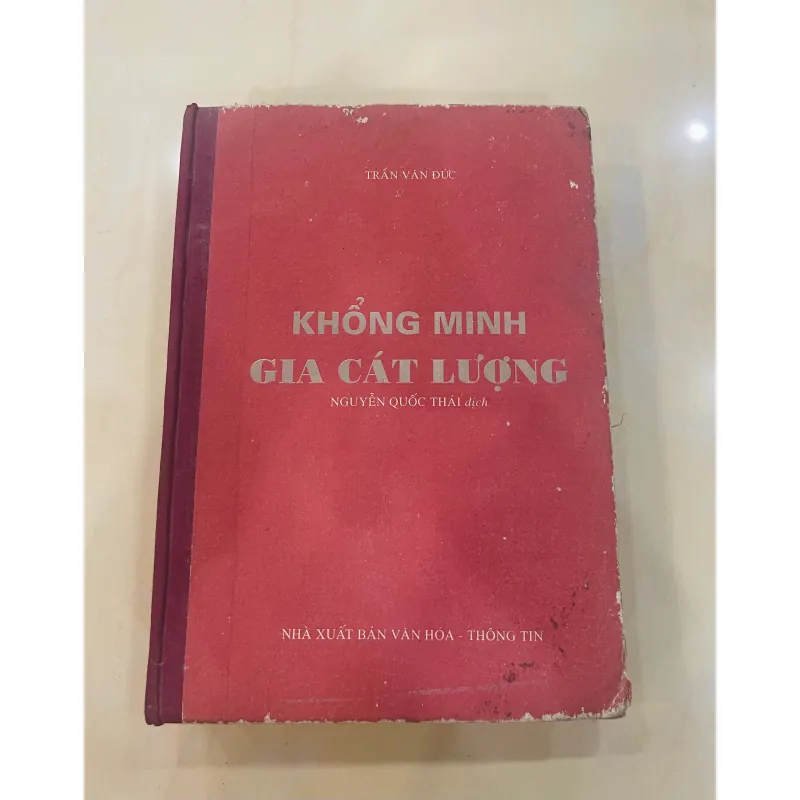 TRẦN VĂN ĐỨC
KHỔNG MINH
GIA CÁT LƯỢNG
NGUYỄN QUỐC THÁI dịch
NHÀ XUẤT BẢN VĂN HÓA - THÔNG TIN